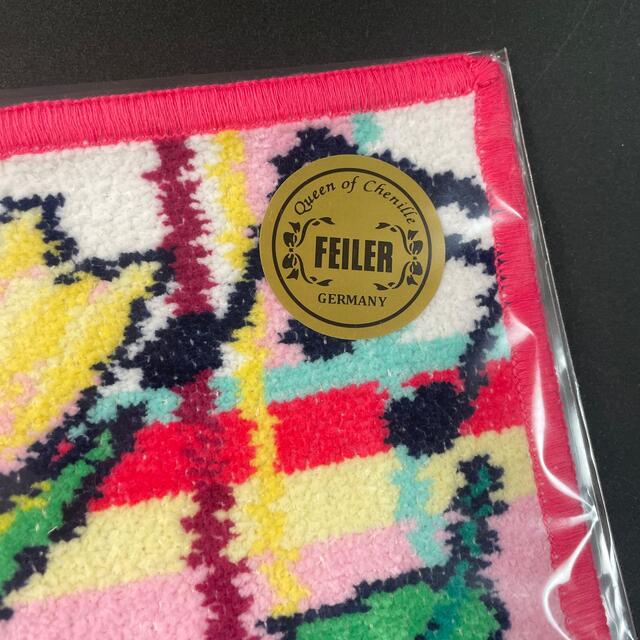 Queen of Chenille
FEILER
GERMANY